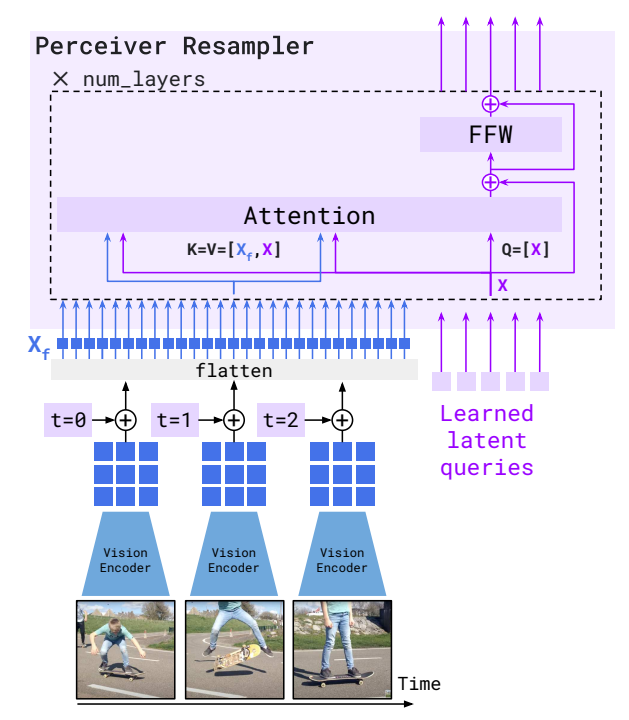 Perceiver Resampler
× num_layers
FFW
Attention
K=V=[Xf,X]
Q=[X]
X
Xf
flatten
t=0
t=1
t=2
Learned
latent
queries
Vision
Encoder
Vision
Encoder
Vision
Encoder
Time